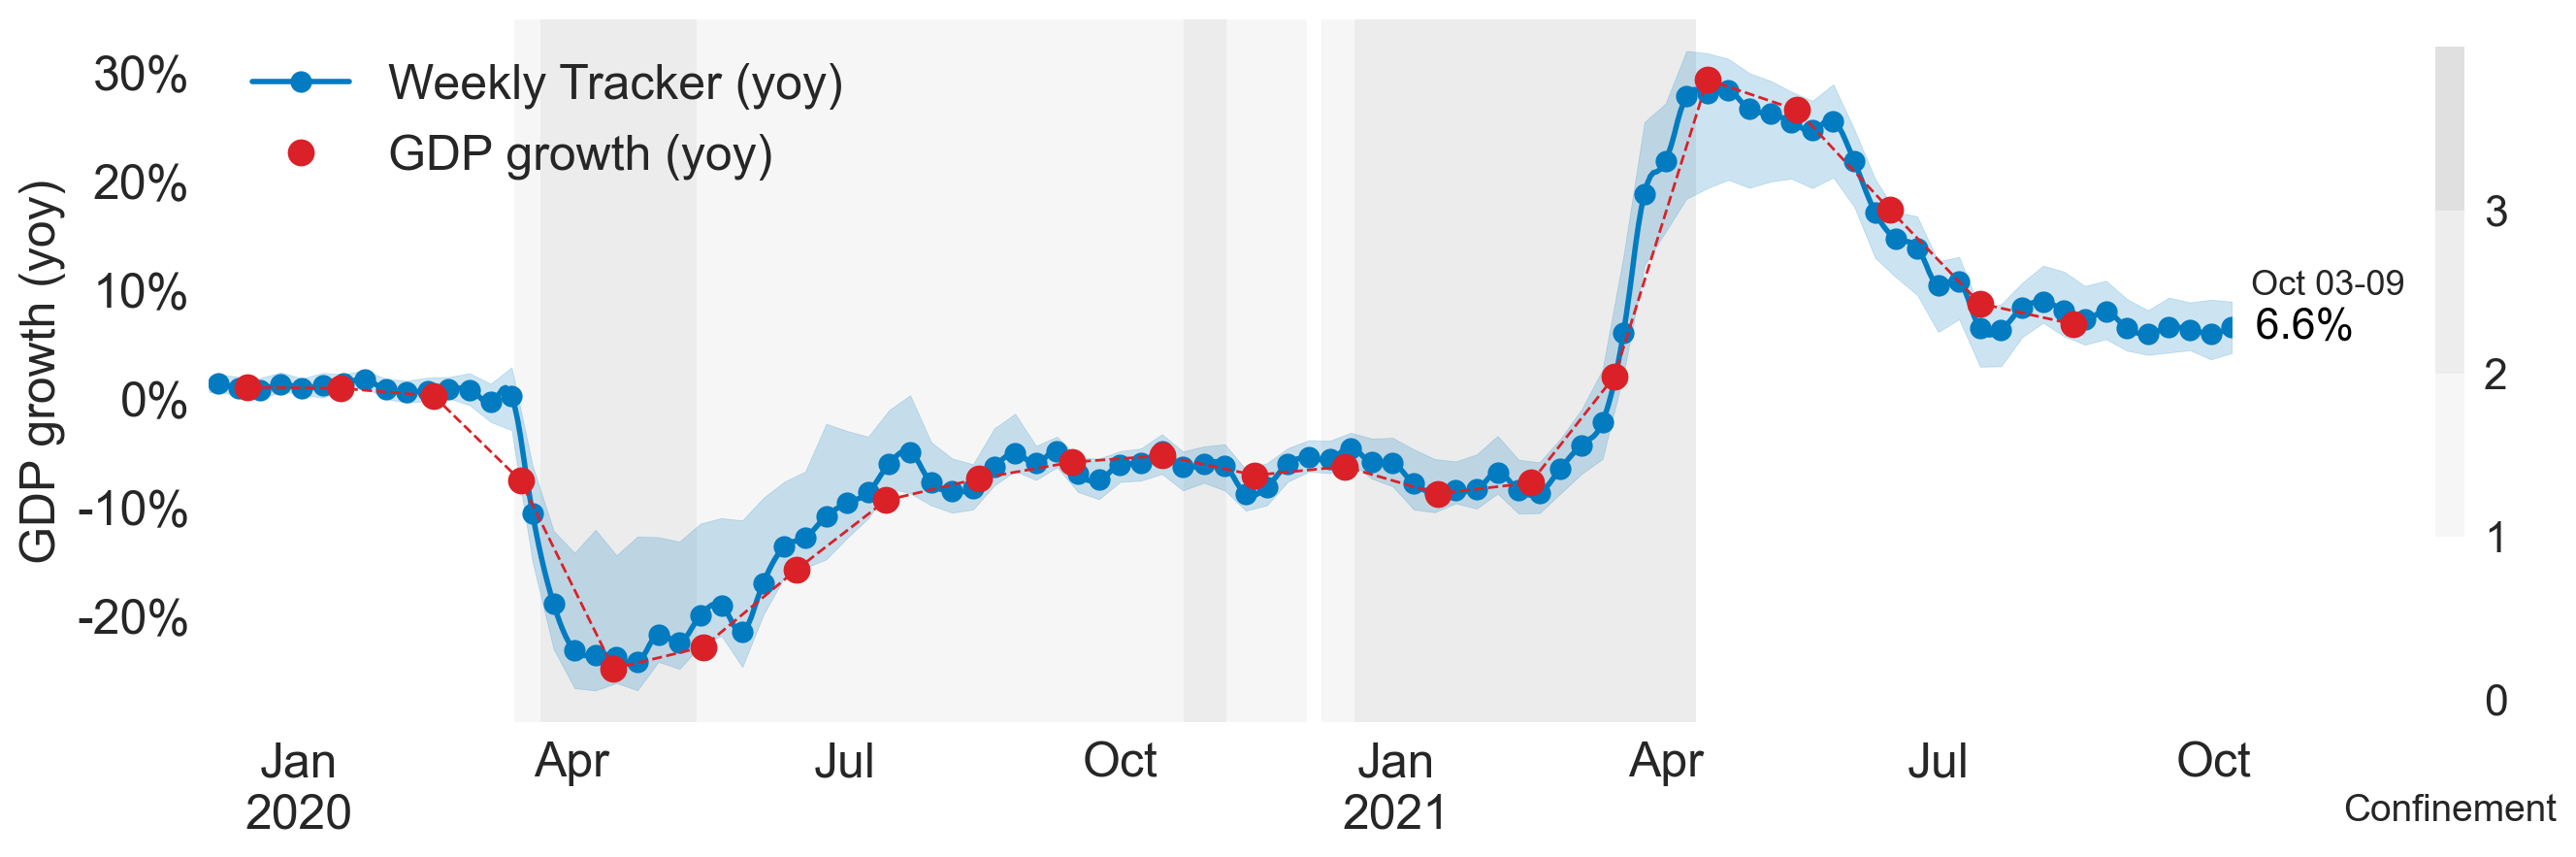 Weekly Tracker (yoy)
GDP growth (yoy)
GDP growth (yoy)
30%
20%
10%
0%
-10%
-20%
Jan
2020
Apr
Jul
Oct
Jan
2021
Apr
Jul
Oct
Oct 03-09
6.6%
3
2
1
0
Confinement